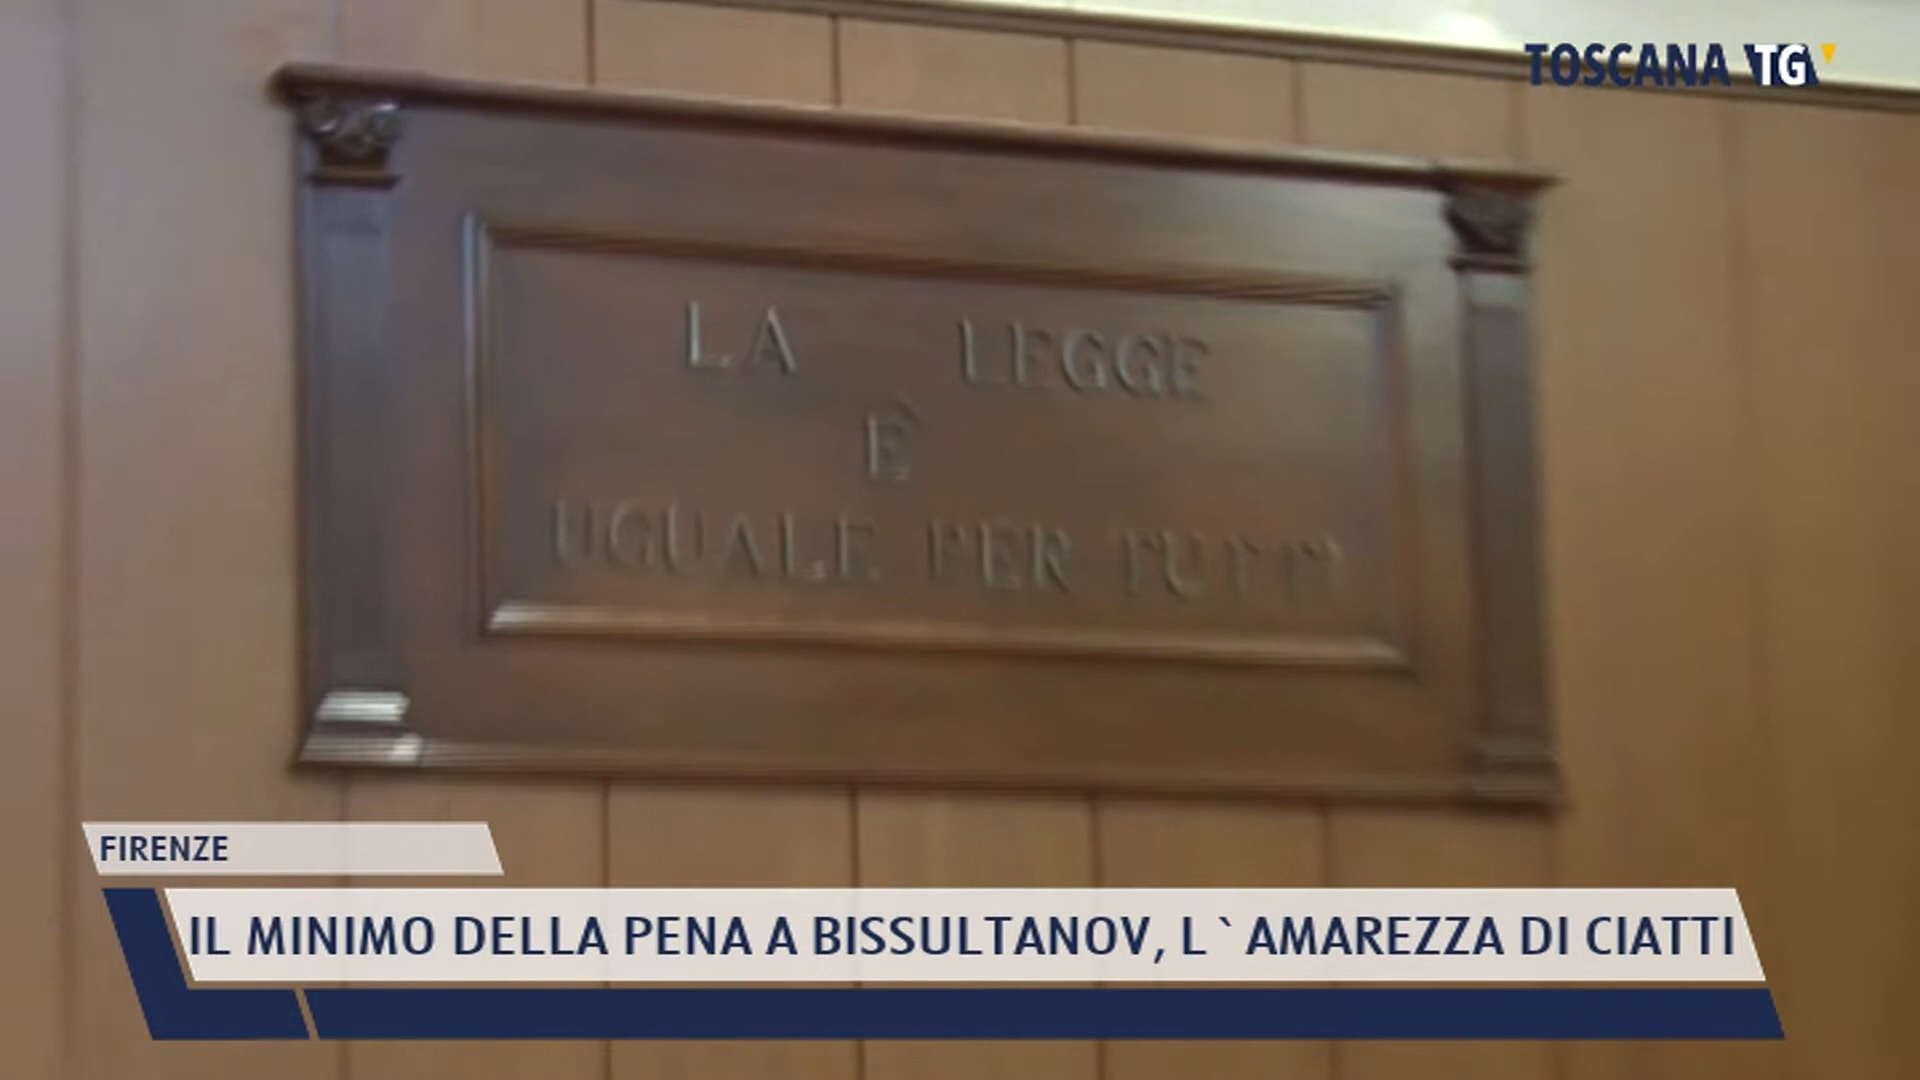 TOSCANA TG
LA LEGGE
È
UGUALE PER TUTTI
FIRENZE
IL MINIMO DELLA PENA A BISSULTANOV, L`AMAREZZA DI CIATTI